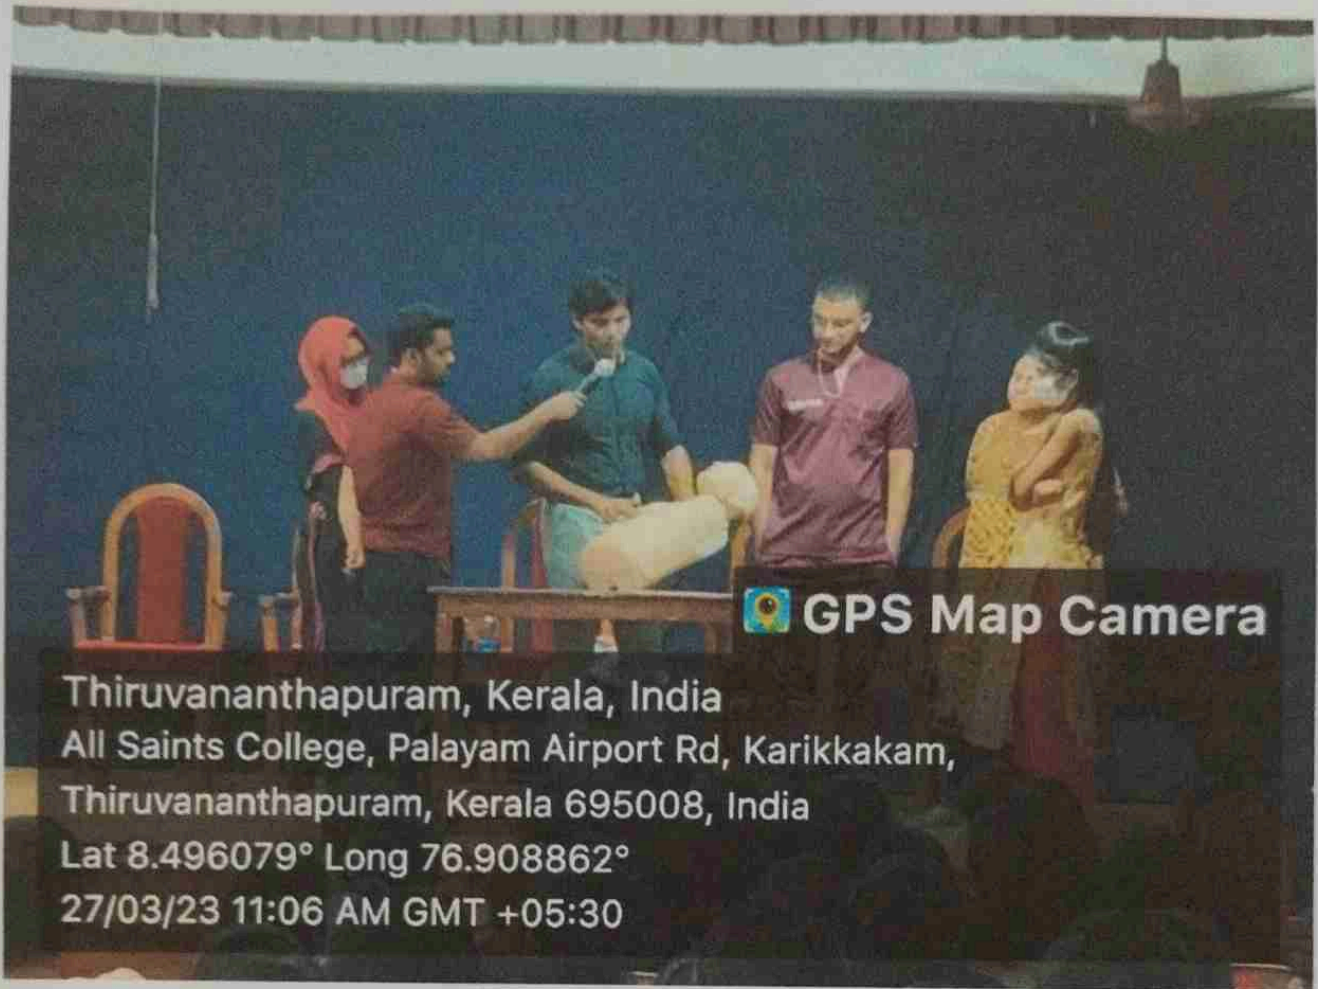 GPS Map Camera
Thiruvananthapuram, Kerala, India
All Saints College, Palayam Airport Rd, Karikkakam,
Thiruvananthapuram, Kerala 695008, India
Lat 8.496079° Long 76.908862°
27/03/23 11:06 AM GMT +05:30